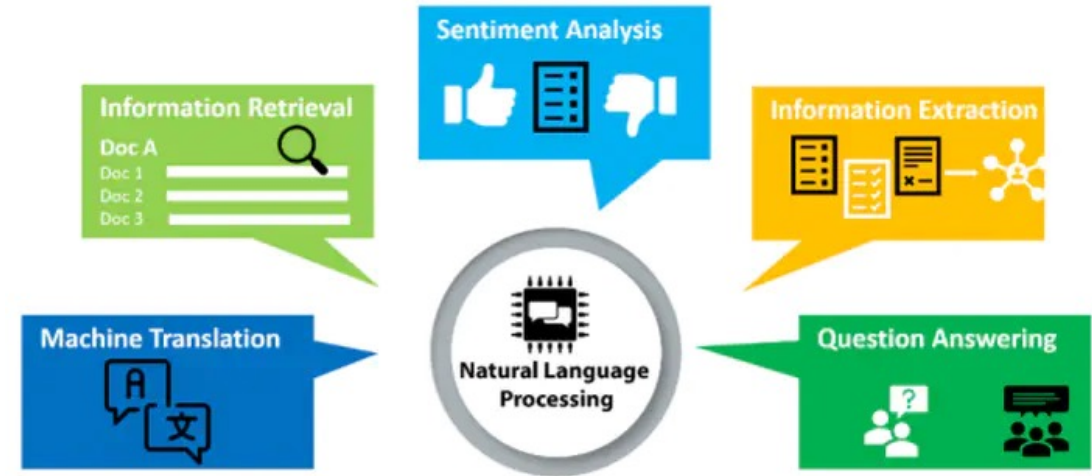 Sentiment Analysis
Information Retrieval
Doc A
Doc 1
Doc 2
Doc 3
Information Extraction
Machine Translation
A
文
Natural Language
Processing
Question Answering
?